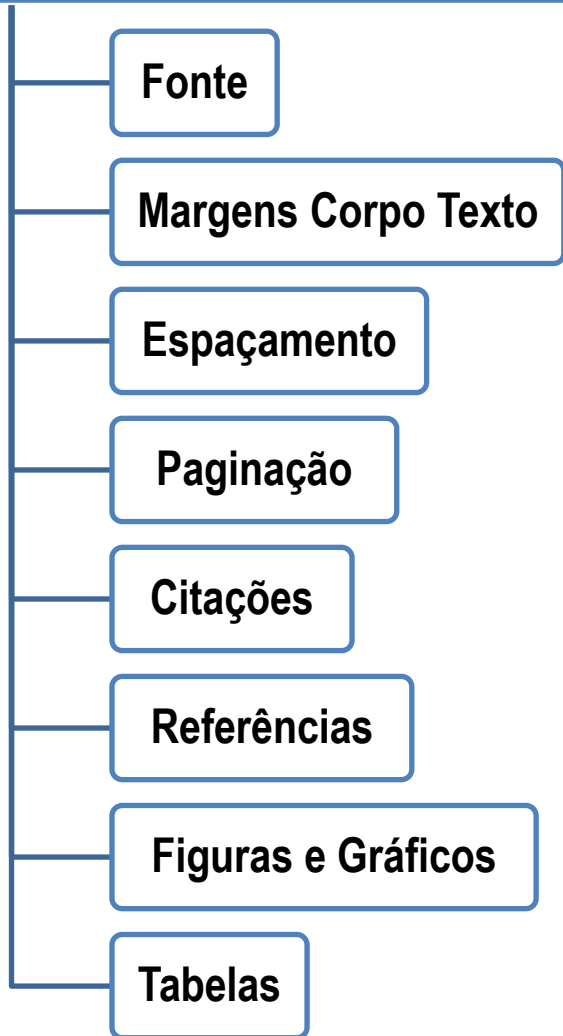 Fonte
Margens Corpo Texto
Espaçamento
Paginação
Citações
Referências
Figuras e Gráficos
Tabelas